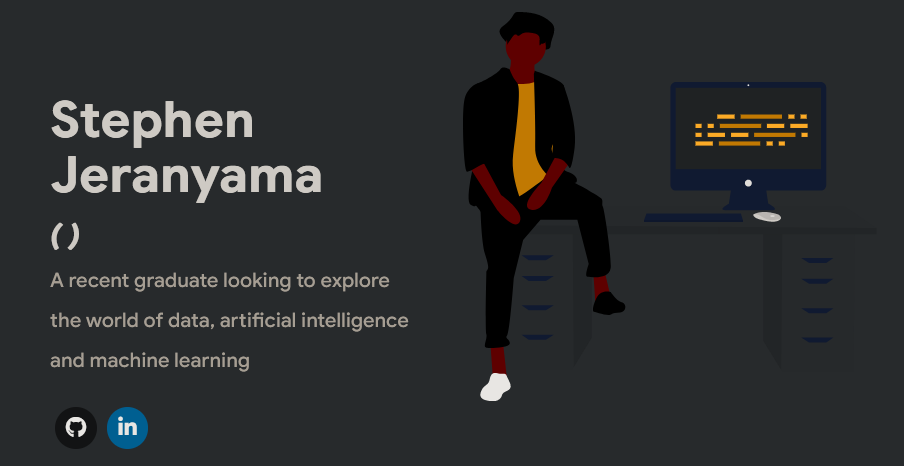 Stephen
Jeranyama
( )
A recent graduate looking to explore
the world of data, artificial intelligence
and machine learning
in